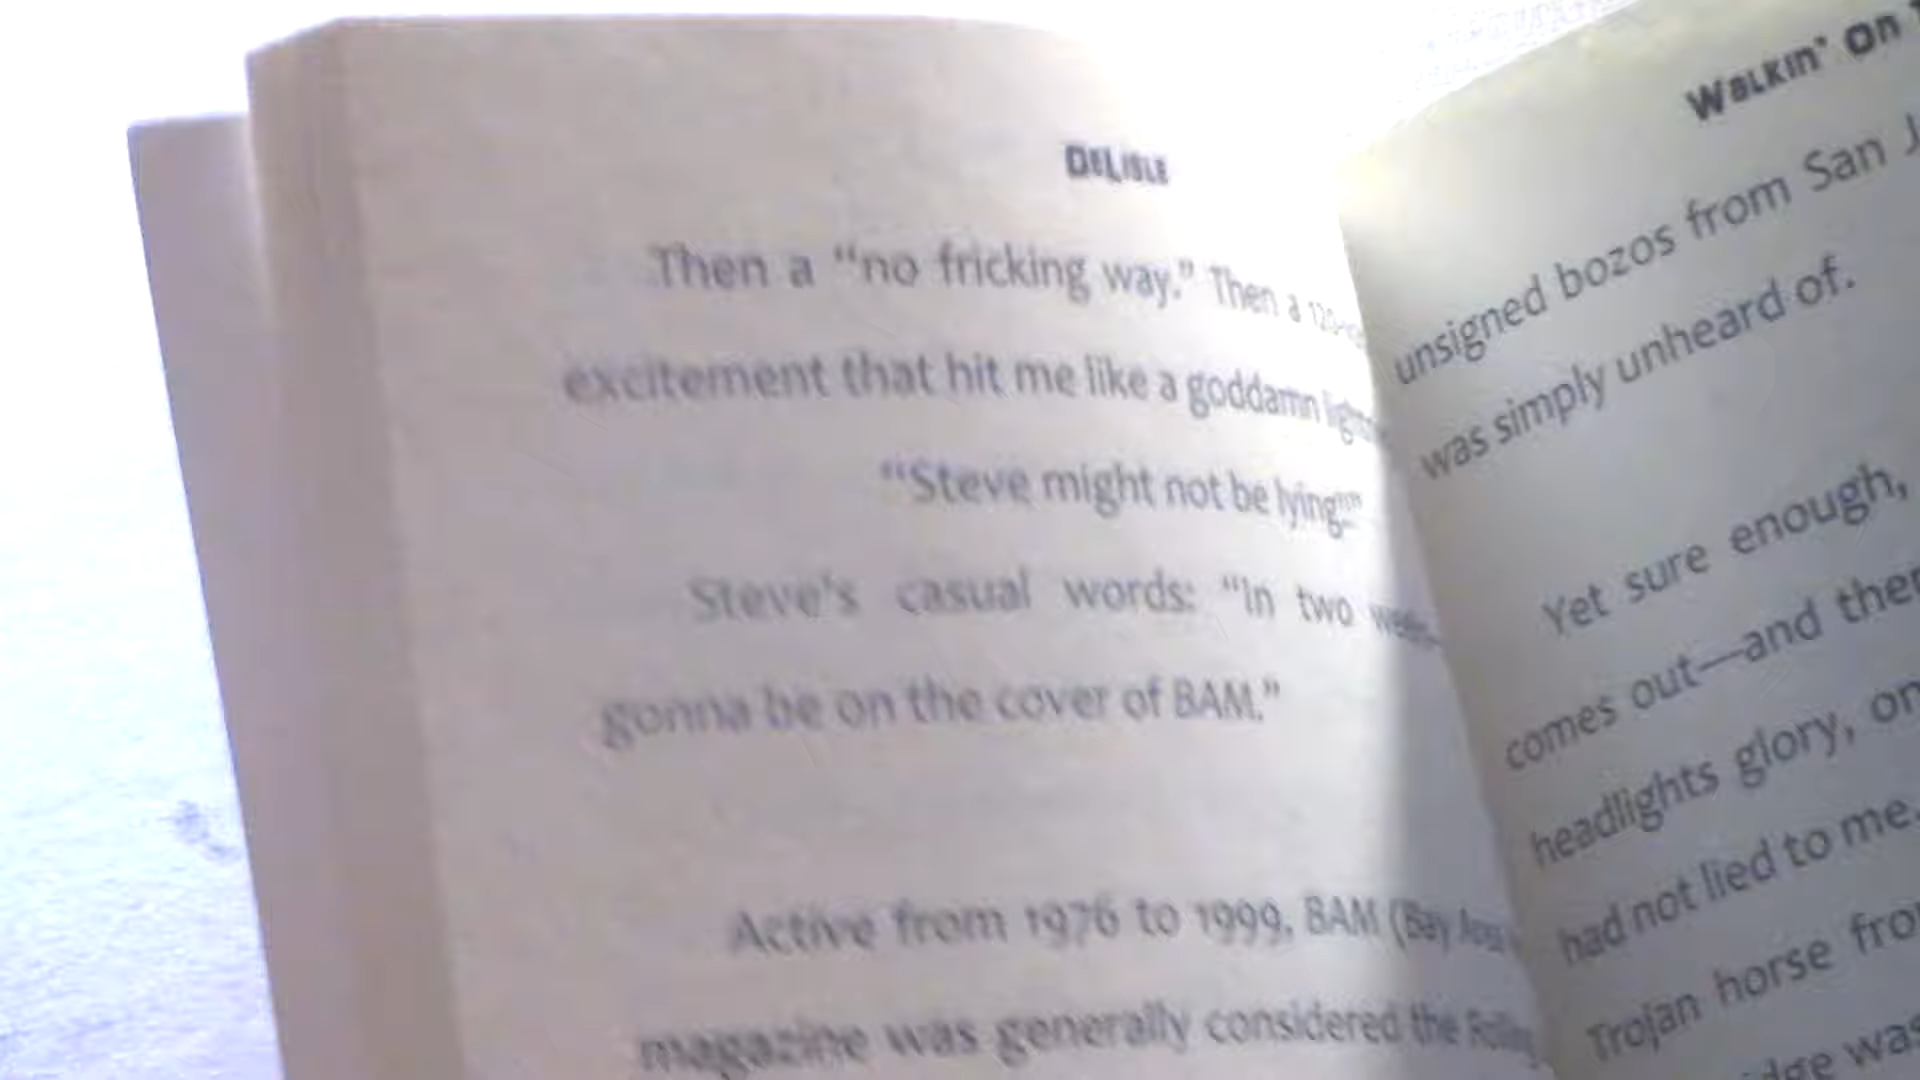 DELISLE
Then a “no fricking way.” Then a
excitement that hit me like a goddamn
“Steve might not be lying!”
Steve's casual words: “In two
gonna be on the cover of BAM.”
Active from 1976 to 1999, BAM (Bay
magazine was generally considered the
WALKIN' ON
unsigned bozos from San J
was simply unheard of.
Yet sure enough,
comes out—and then
headlights glory, on
had not lied to me.
Trojan horse
was